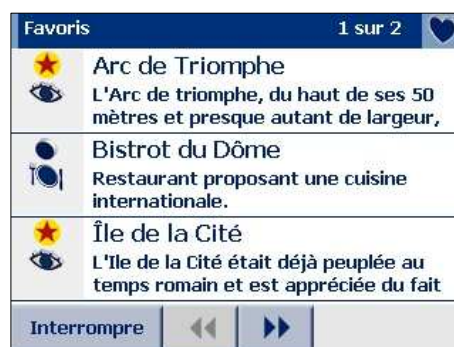 Favoris 1 sur 2
Arc de Triomphe
L'Arc de triomphe, du haut de ses 50
mètres et presque autant de largeur,
Bistrot du Dôme
Restaurant proposant une cuisine
internationale.
Île de la Cité
L'Ile de la Cité était déjà peuplée au
temps romain et est appréciée du fait
Interrompre